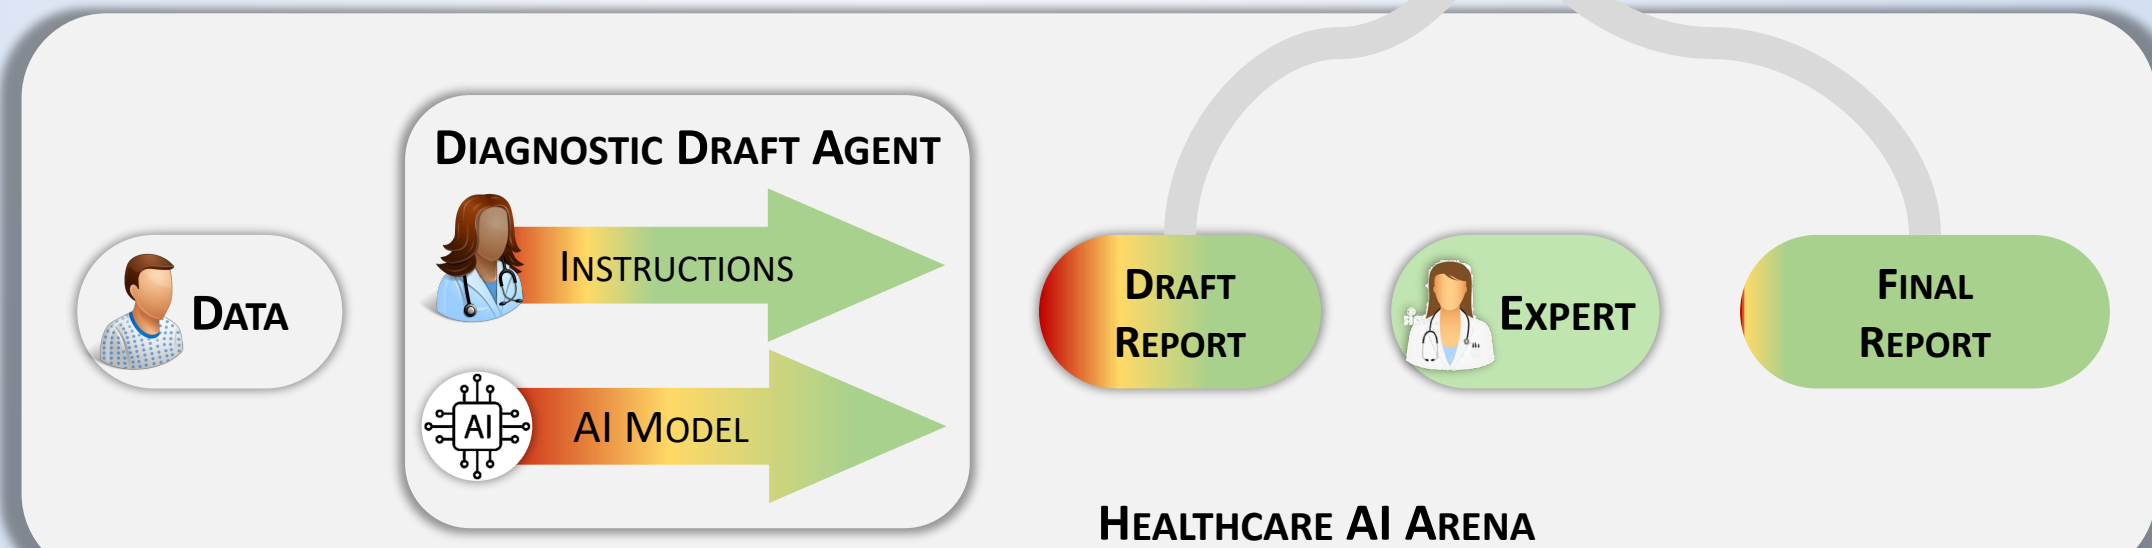 DIAGNOSTIC DRAFT AGENT
DATA
INSTRUCTIONS
AI
AI MODEL
DRAFT
REPORT
EXPERT
FINAL
REPORT
HEALTHCARE AI ARENA